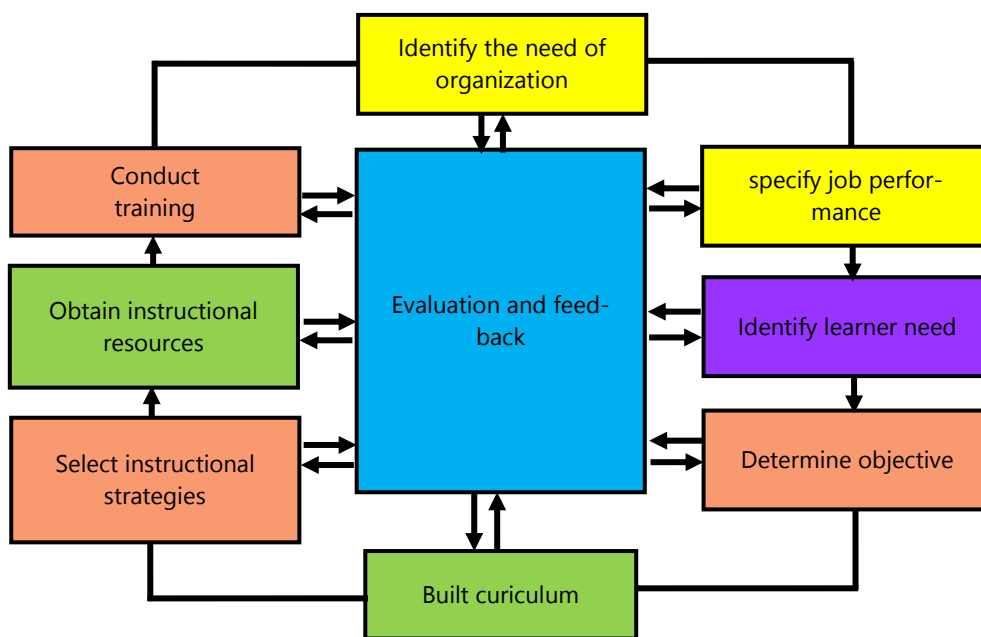 Identify the need of
organization
Conduct
training
specify job perfor-
mance
Obtain instructional
resources
Evaluation and feed-
back
Identify learner need
Select instructional
strategies
Determine objective
Built curiculum